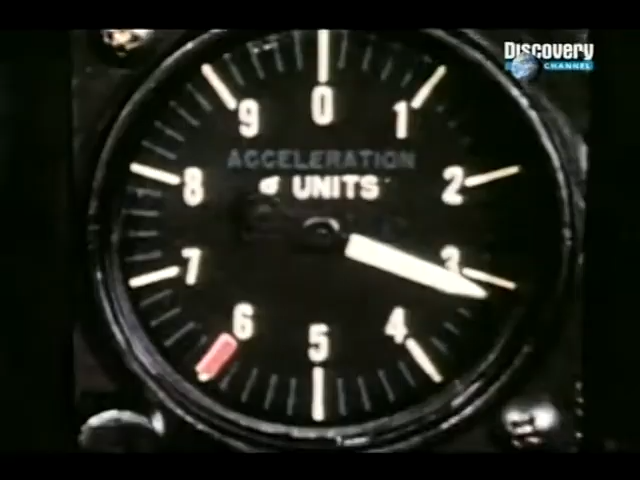 Discovery
CHANNEL
0
9 1
ACCELERATION
G UNITS
8 2
7 3
6 4
5